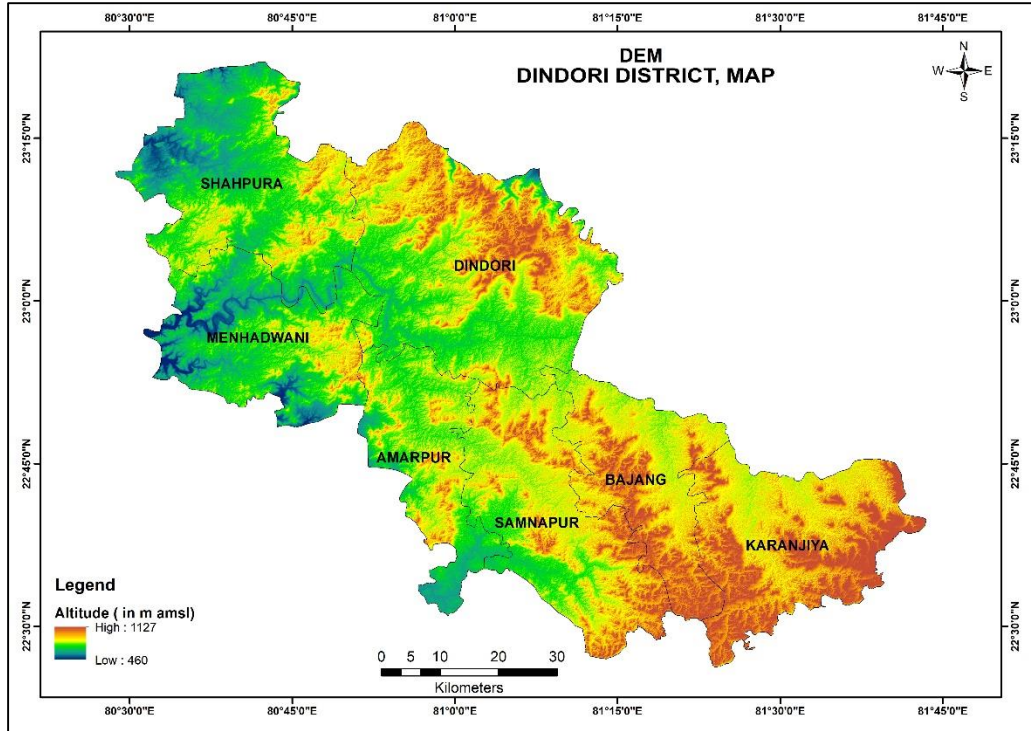 80°30'0"E 80°45'0"E 81°0'0"E 81°15'0"E 81°30'0"E 81°45'0"E
DEM
DINDORI DISTRICT, MAP
N
W E
S
23°15'0"N 23°15'0"N
SHAHPURA
DINDORI
23°0'0"N 23°0'0"N
MENHADWANI
AMARPUR
22°45'0"N 22°45'0"N
BAJANG
SAMNAPUR
KARANJIYA
Legend
Altitude ( in m amsl)
High : 1127
Low : 460
22°30'0"N 22°30'0"N
0 5 10 20 30
Kilometers
80°30'0"E 80°45'0"E 81°0'0"E 81°15'0"E 81°30'0"E 81°45'0"E